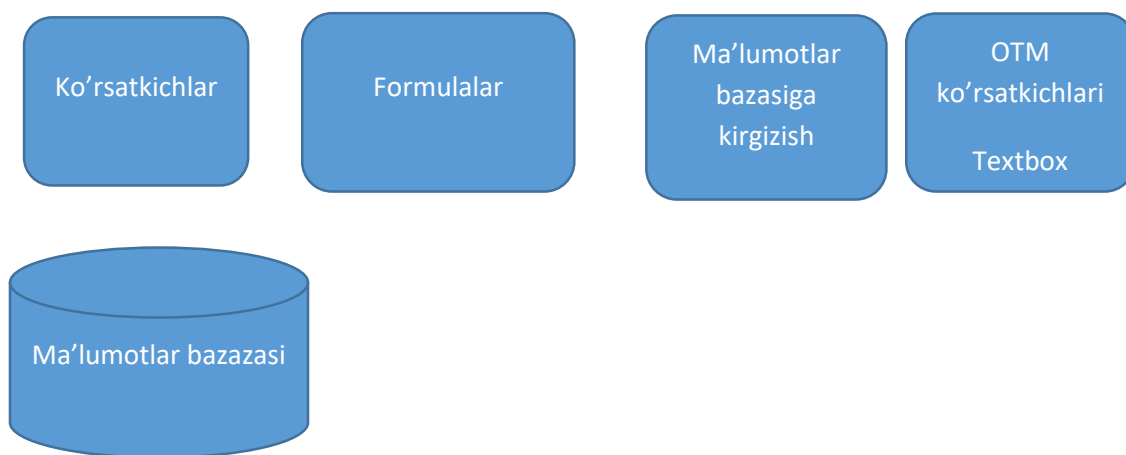 Ko’rsatkichlar
Formulalar
Ma’lumotlar
bazasiga
kirgizish
OTM
ko’rsatkichlari
Textbox
Ma’lumotlar bazazasi